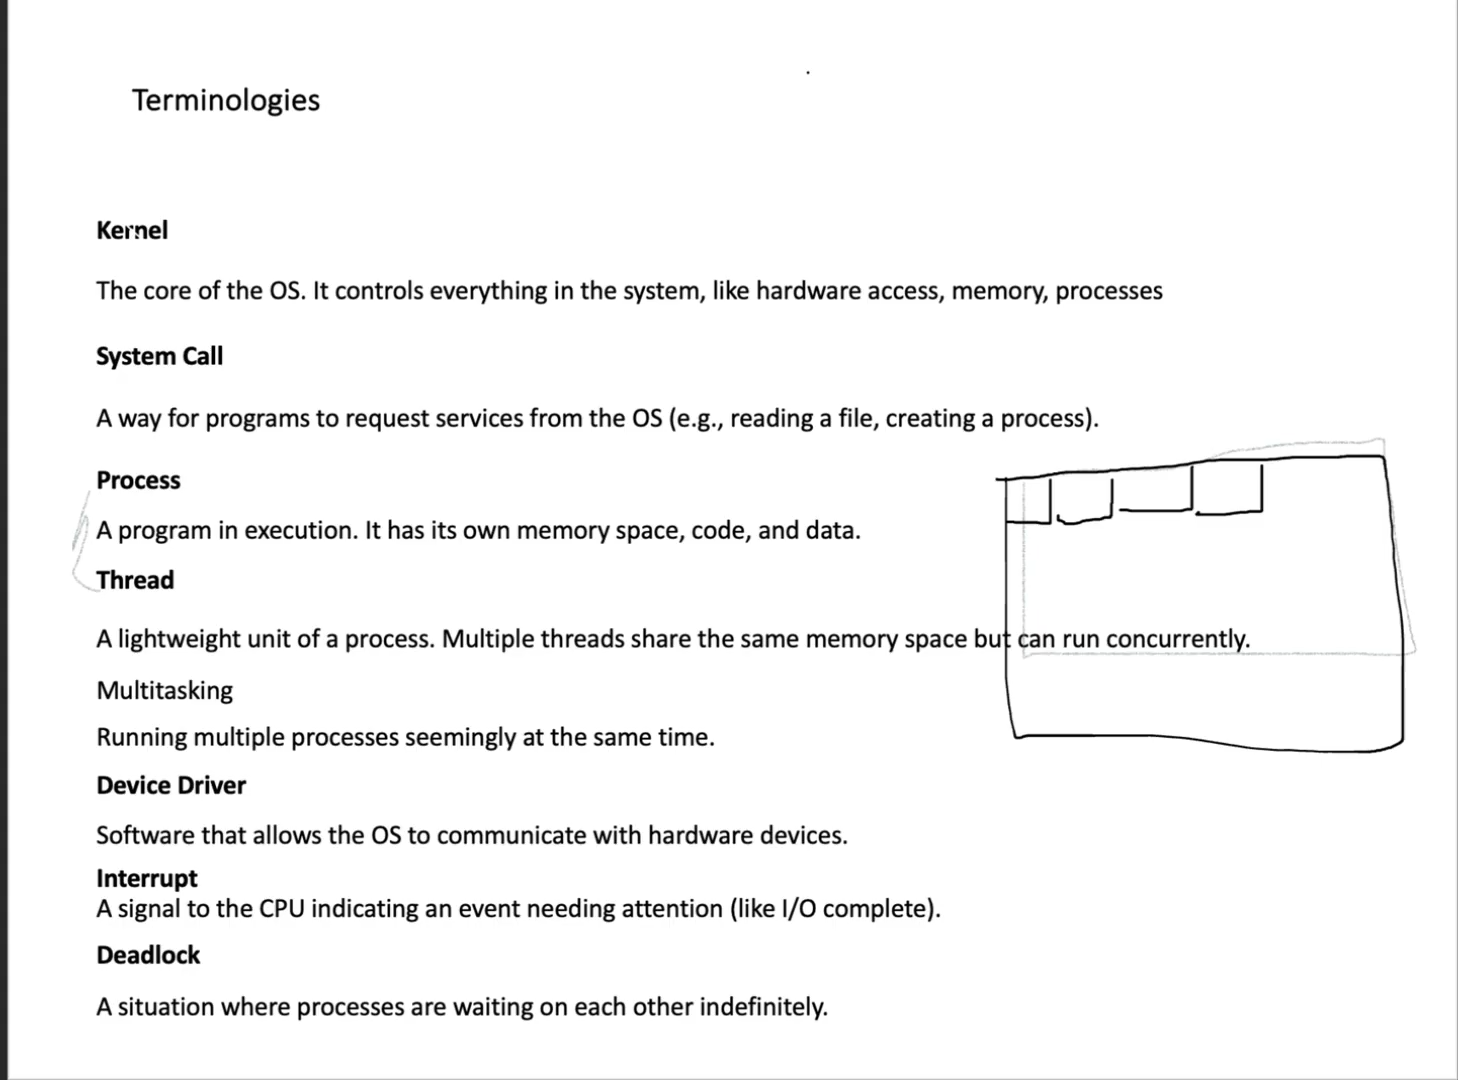 Terminologies
Kernel
The core of the OS. It controls everything in the system, like hardware access, memory, processes
System Call
A way for programs to request services from the OS (e.g., reading a file, creating a process).
Process
A program in execution. It has its own memory space, code, and data.
Thread
A lightweight unit of a process. Multiple threads share the same memory space but can run concurrently.
Multitasking
Running multiple processes seemingly at the same time.
Device Driver
Software that allows the OS to communicate with hardware devices.
Interrupt
A signal to the CPU indicating an event needing attention (like I/O complete).
Deadlock
A situation where processes are waiting on each other indefinitely.